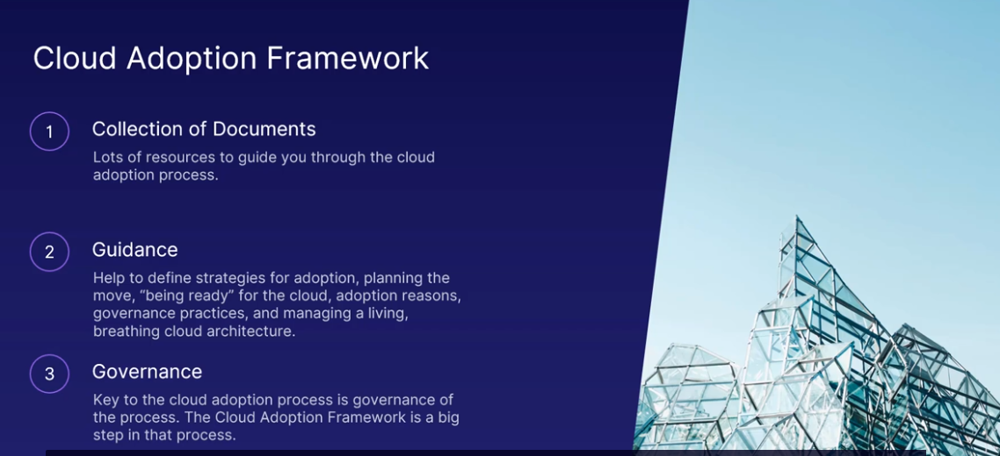 Cloud Adoption Framework
1
Collection of Documents
Lots of resources to guide you through the cloud
adoption process.
2
Guidance
Help to define strategies for adoption, planning the
move, “being ready” for the cloud, adoption reasons,
governance practices, and managing a living,
breathing cloud architecture.
3
Governance
Key to the cloud adoption process is governance of
the process. The Cloud Adoption Framework is a big
step in that process.